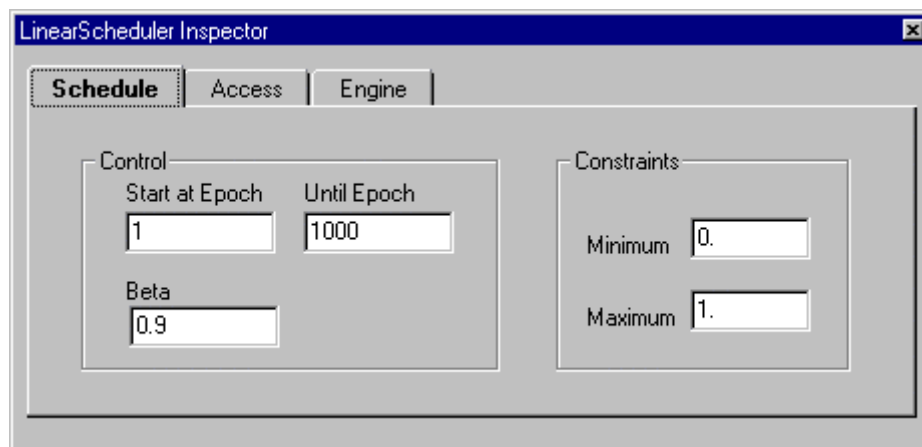 LinearScheduler Inspector
Schedule Access Engine
Control
Start at Epoch Until Epoch
1 1000
Beta
0.9
Constraints
Minimum 0.
Maximum 1.